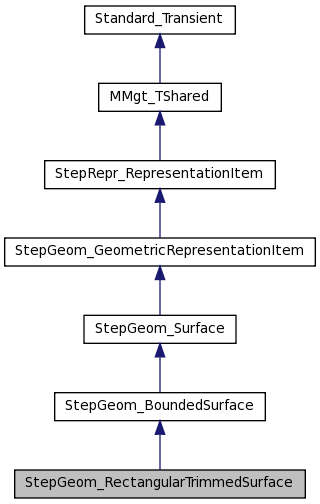 Standard_Transient
MMgt_TShared
StepRepr_RepresentationItem
StepGeom_GeometricRepresentationItem
StepGeom_Surface
StepGeom_BoundedSurface
StepGeom_RectangularTrimmedSurface